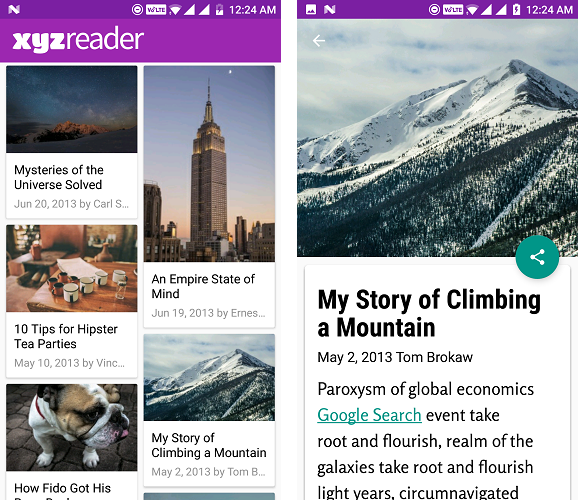 VoLTE 12:24 AM
xyzreader
Mysteries of the
Universe Solved
Jun 20, 2013 by Carl S...
10 Tips for Hipster
Tea Parties
May 10, 2013 by Vinc...
How Fido Got His
An Empire State of
Mind
Jun 19, 2013 by Ernes...
My Story of
Climbing a Mountain
May 2, 2013 by Tom B...
VoLTE 12:24 AM
My Story of Climbing
a Mountain
May 2, 2013 Tom Brokaw
Paroxysm of global economics
Google Search event take
root and flourish, realm of the
galaxies take root and flourish
light years, circumnavigated